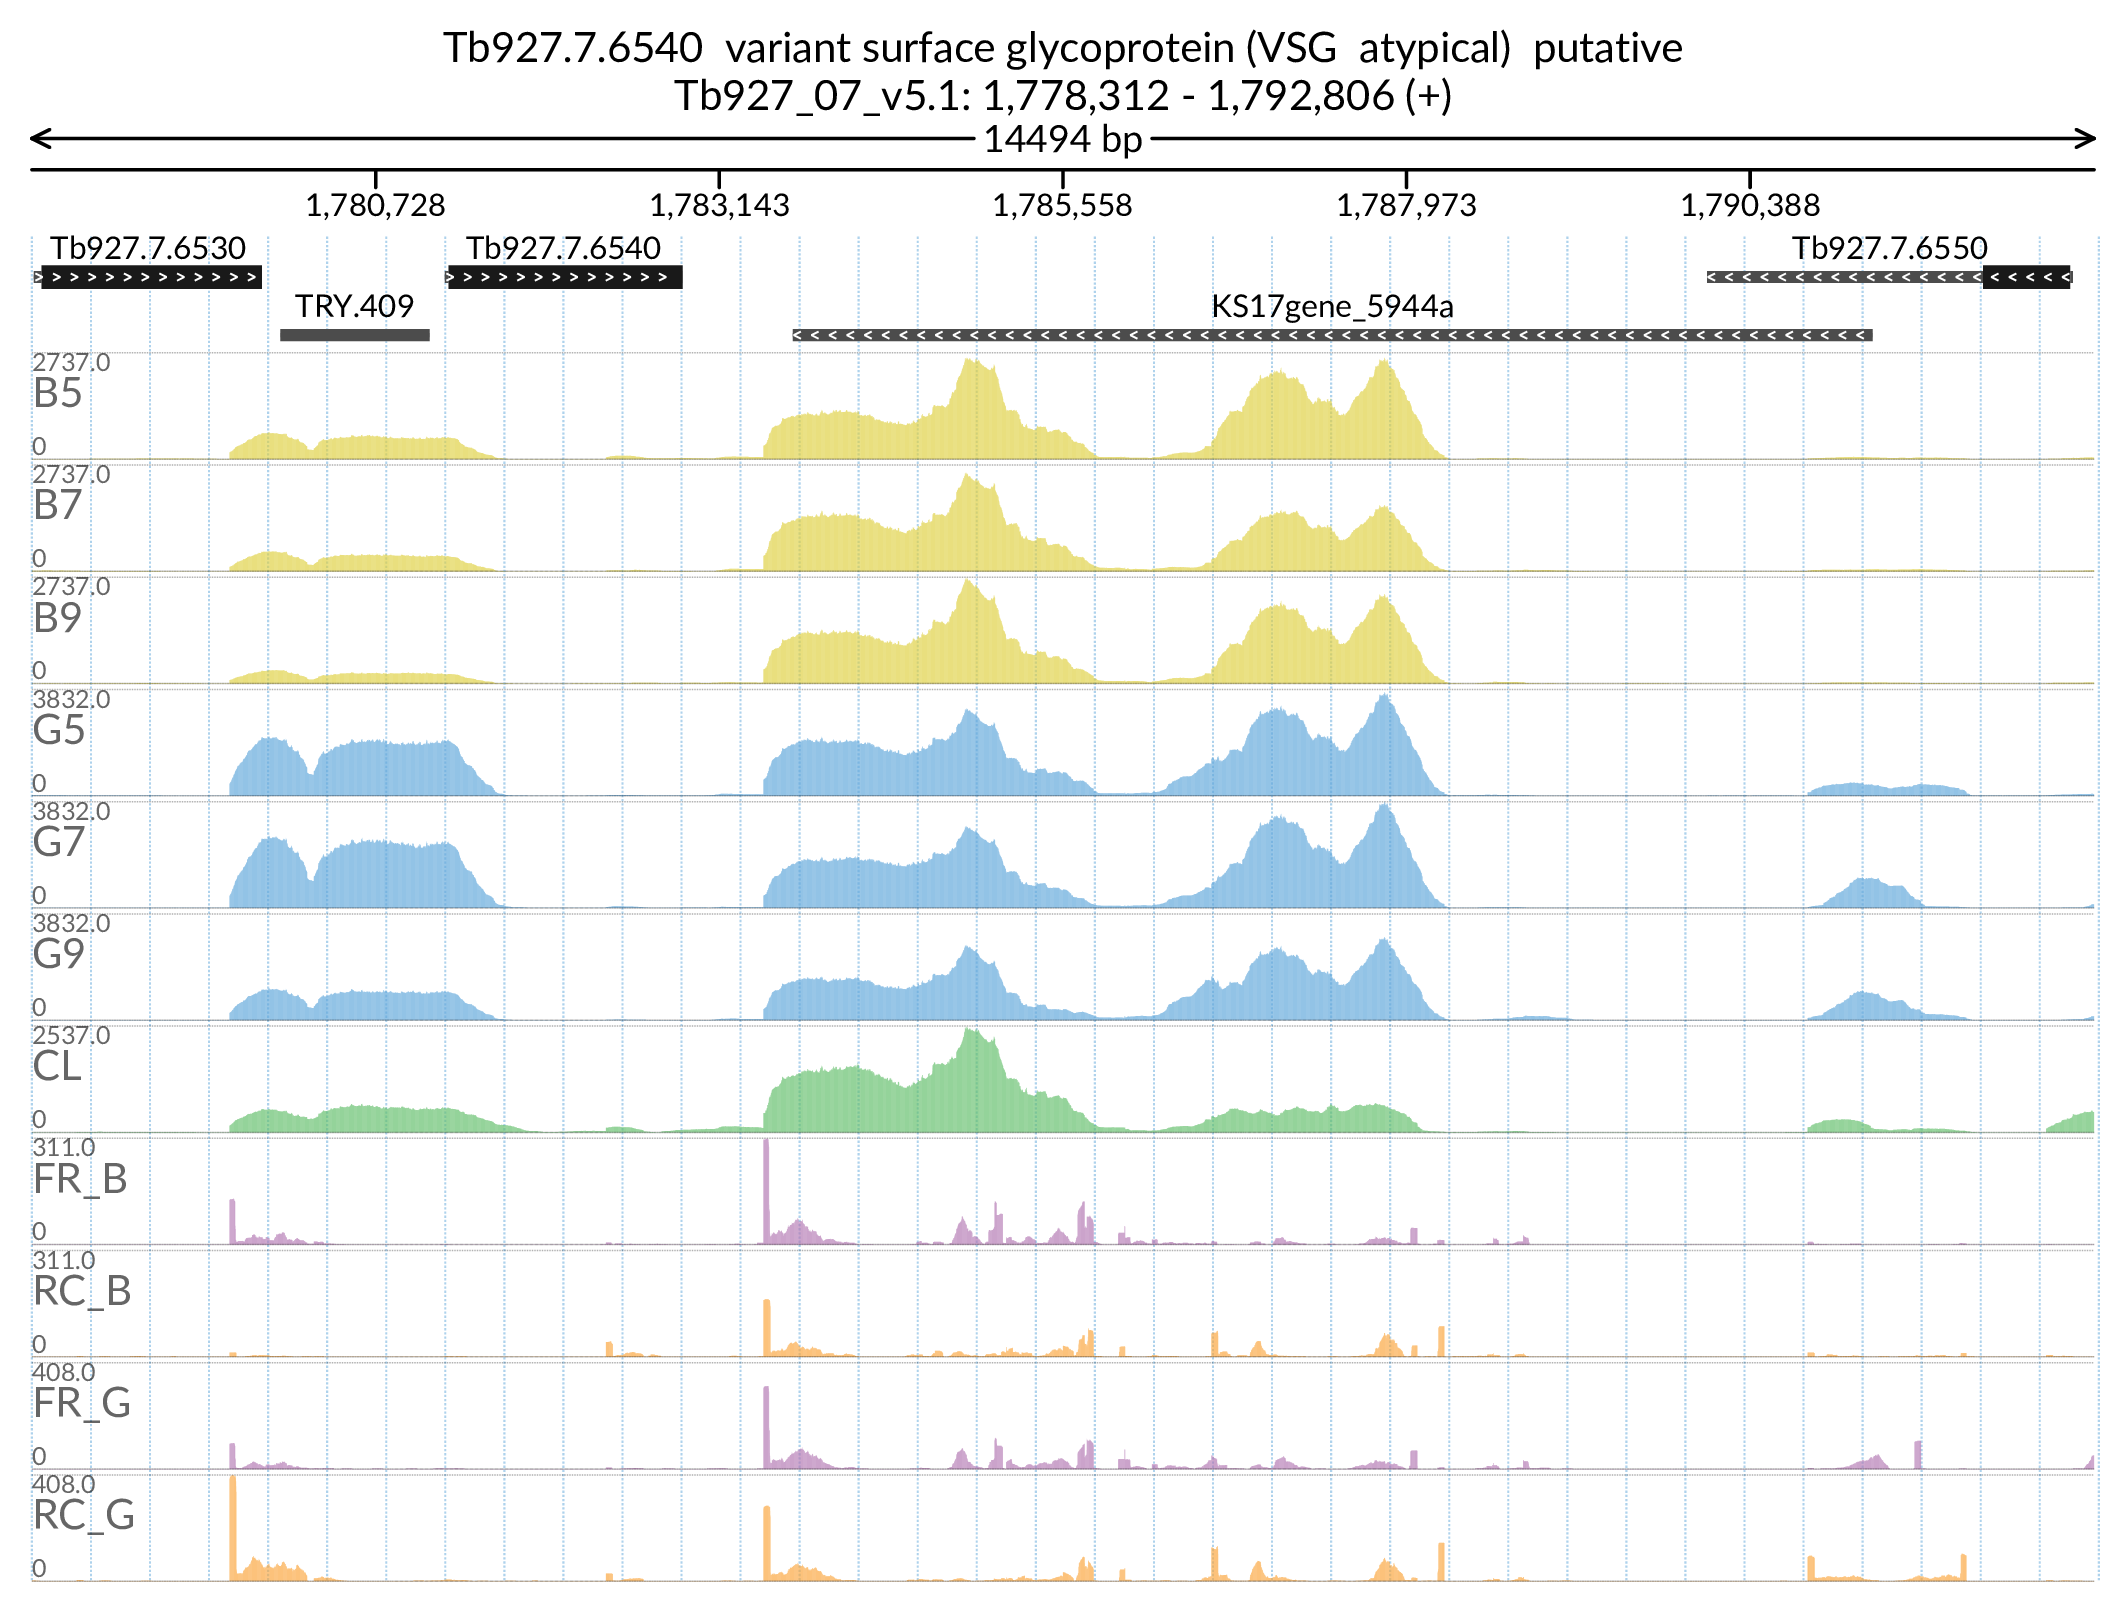 Tb927.7.6540  variant surface glycoprotein (VSG  atypical)  putative
Tb927_07_v5.1: 1,778,312 - 1,792,806 (+)
14494 bp
1,780,728 1,783,143 1,785,558 1,787,973 1,790,388
Tb927.7.6530 Tb927.7.6540 Tb927.7.6550
TRY.409 KS17gene_5944a
2737.0
B5
0
2737.0
B7
0
2737.0
B9
0
3832.0
G5
0
3832.0
G7
0
3832.0
G9
0
2537.0
CL
0
311.0
FR_B
0
311.0
RC_B
0
408.0
FR_G
0
408.0
RC_G
0